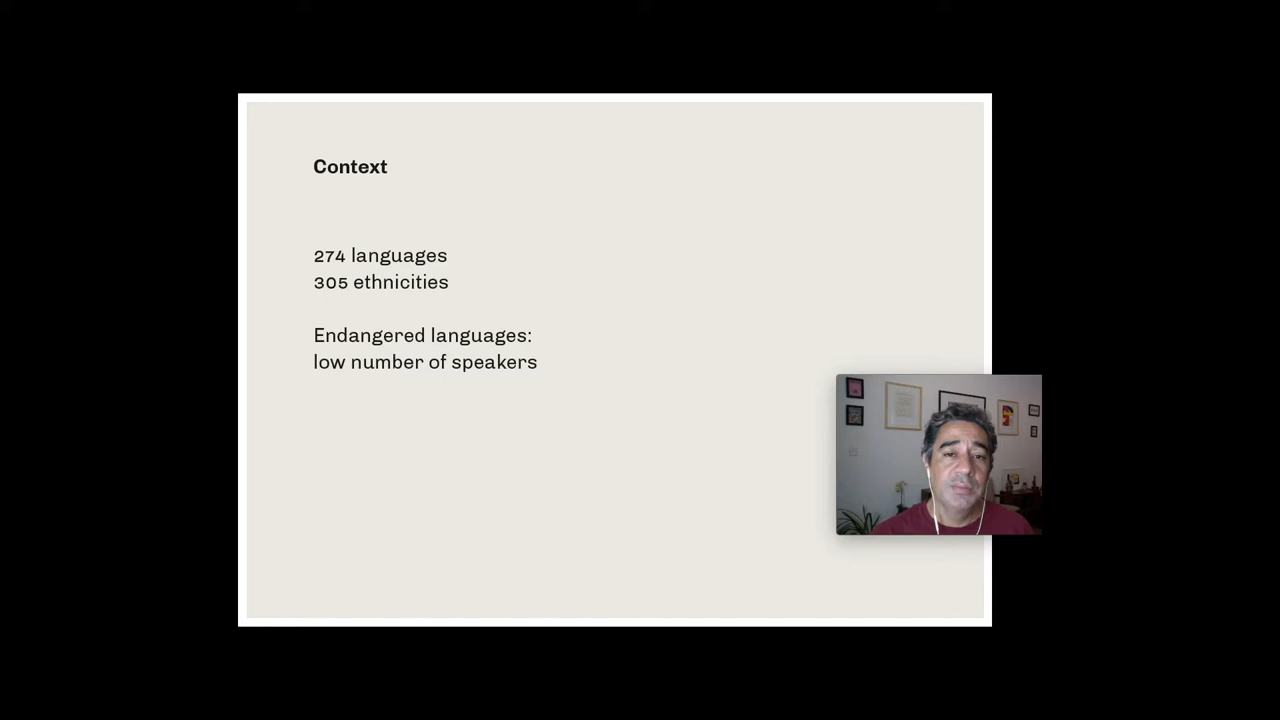 Context
274 languages
305 ethnicities
Endangered languages:
low number of speakers